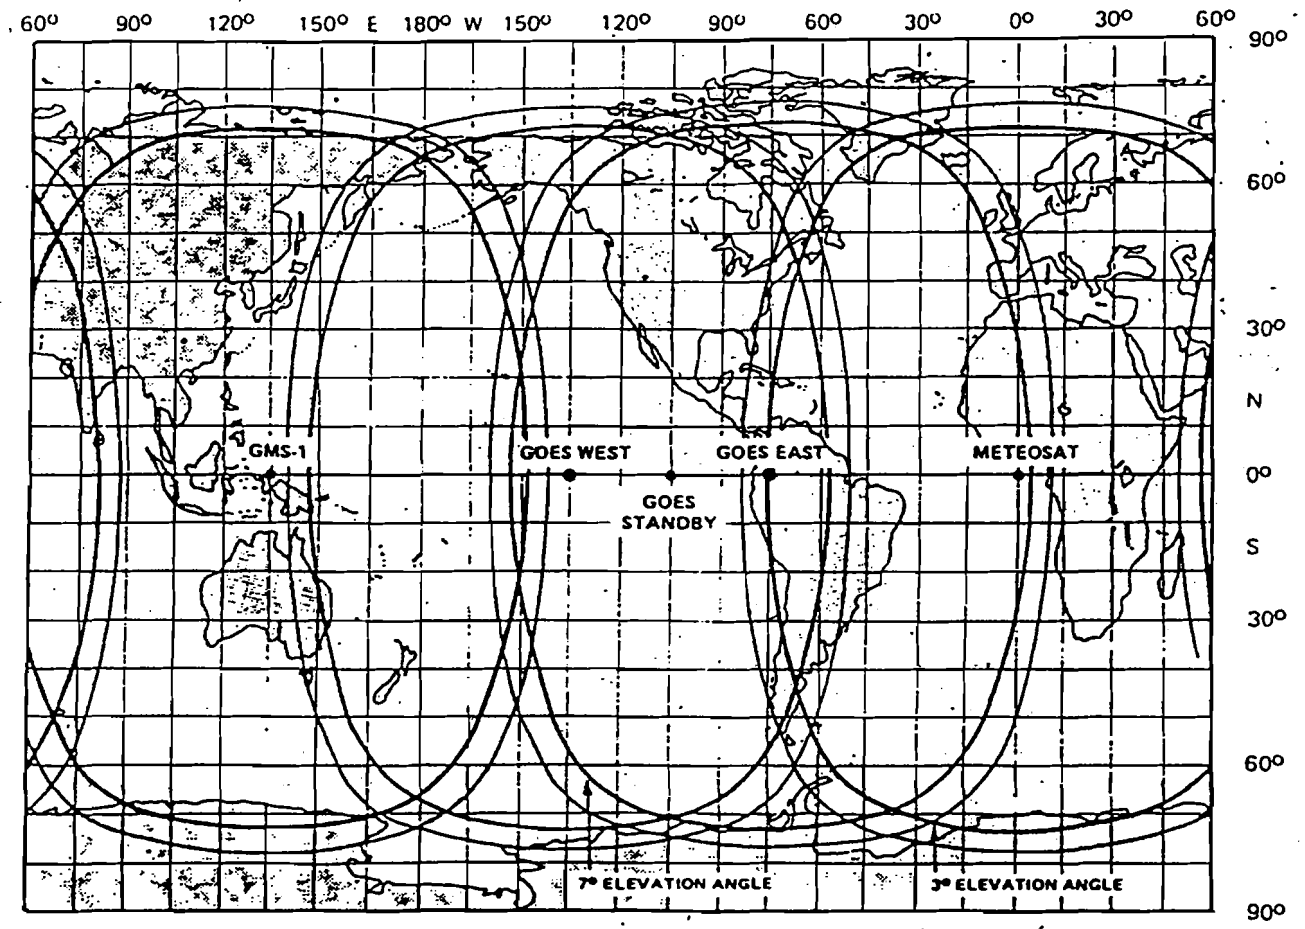 60° 90° 120° 150° E 180° W 150° 120° 90° 60° 30° 0° 30° 60°
90°
60°
30°
N
GMS-1 GOES WEST GOES EAST METEOSAT
0°
GOES
STANDBY
S
30°
60°
7° ELEVATION ANGLE 3° ELEVATION ANGLE
90°